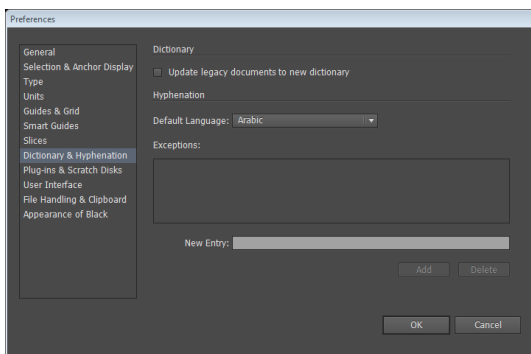 Preferences
General
Selection & Anchor Display
Type
Units
Guides & Grid
Smart Guides
Slices
Dictionary & Hyphenation
Plug-ins & Scratch Disks
User Interface
File Handling & Clipboard
Appearance of Black
Dictionary
Update legacy documents to new dictionary
Hyphenation
Default Language: Arabic
Exceptions:
New Entry:
Add Delete
OK Cancel